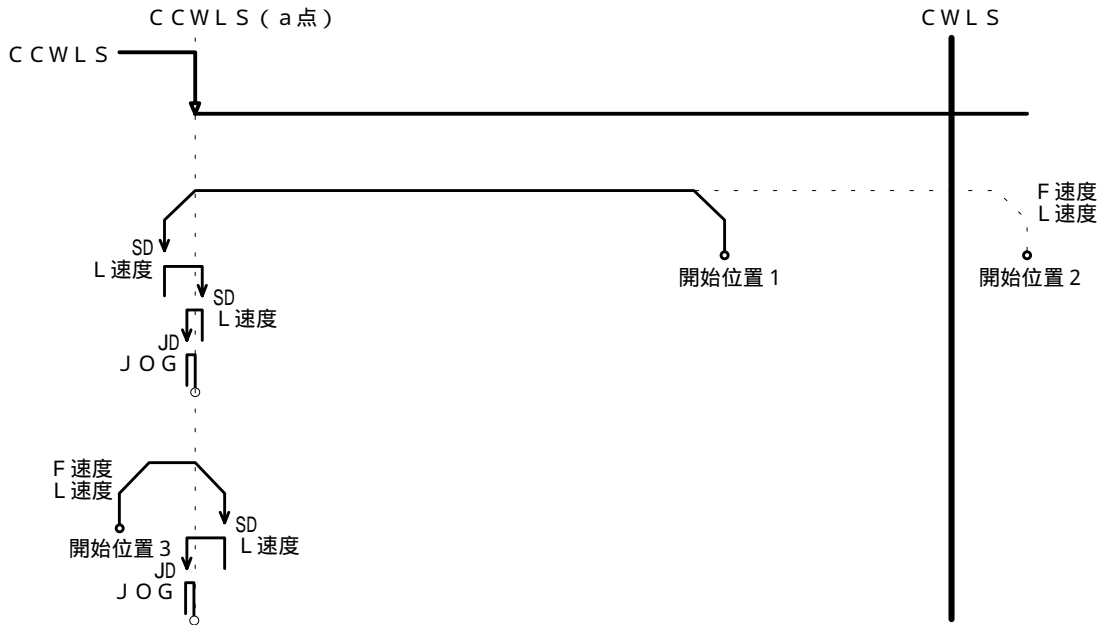 ＣＣＷＬＳ（ａ点）
ＣＷＬＳ
ＣＣＷＬＳ
Ｆ速度
Ｌ速度
SD
Ｌ速度
開始位置１
開始位置２
SD
Ｌ速度
JD
ＪＯＧ
Ｆ速度
Ｌ速度
SD
Ｌ速度
開始位置３
JD
ＪＯＧ